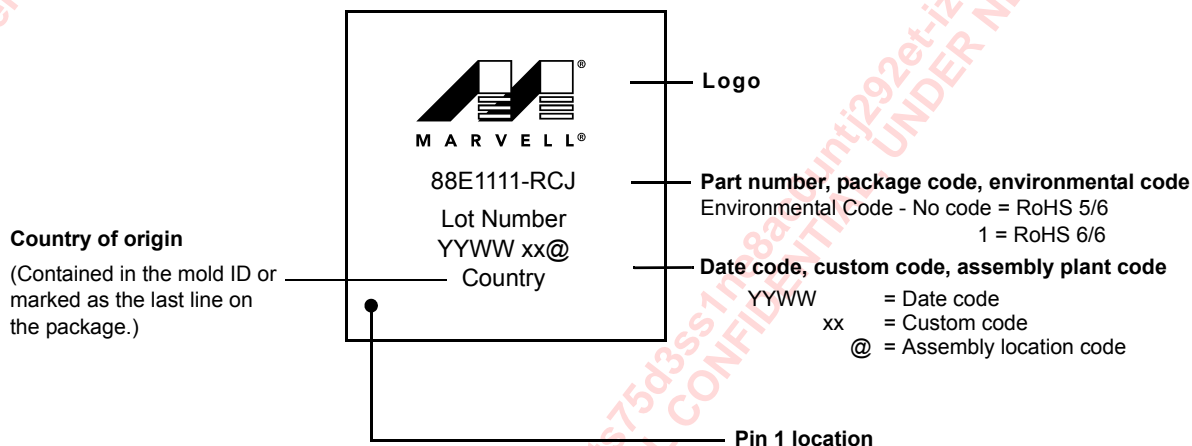 MARVELL®
88E1111-RCJ
Lot Number
YYWW xx@
Country
Logo
Part number, package code, environmental code
Environmental Code - No code = RoHS 5/6
1 = RoHS 6/6
Country of origin
(Contained in the mold ID or
marked as the last line on
the package.)
Date code, custom code, assembly plant code
YYWW = Date code
xx = Custom code
@ = Assembly location code
Pin 1 location